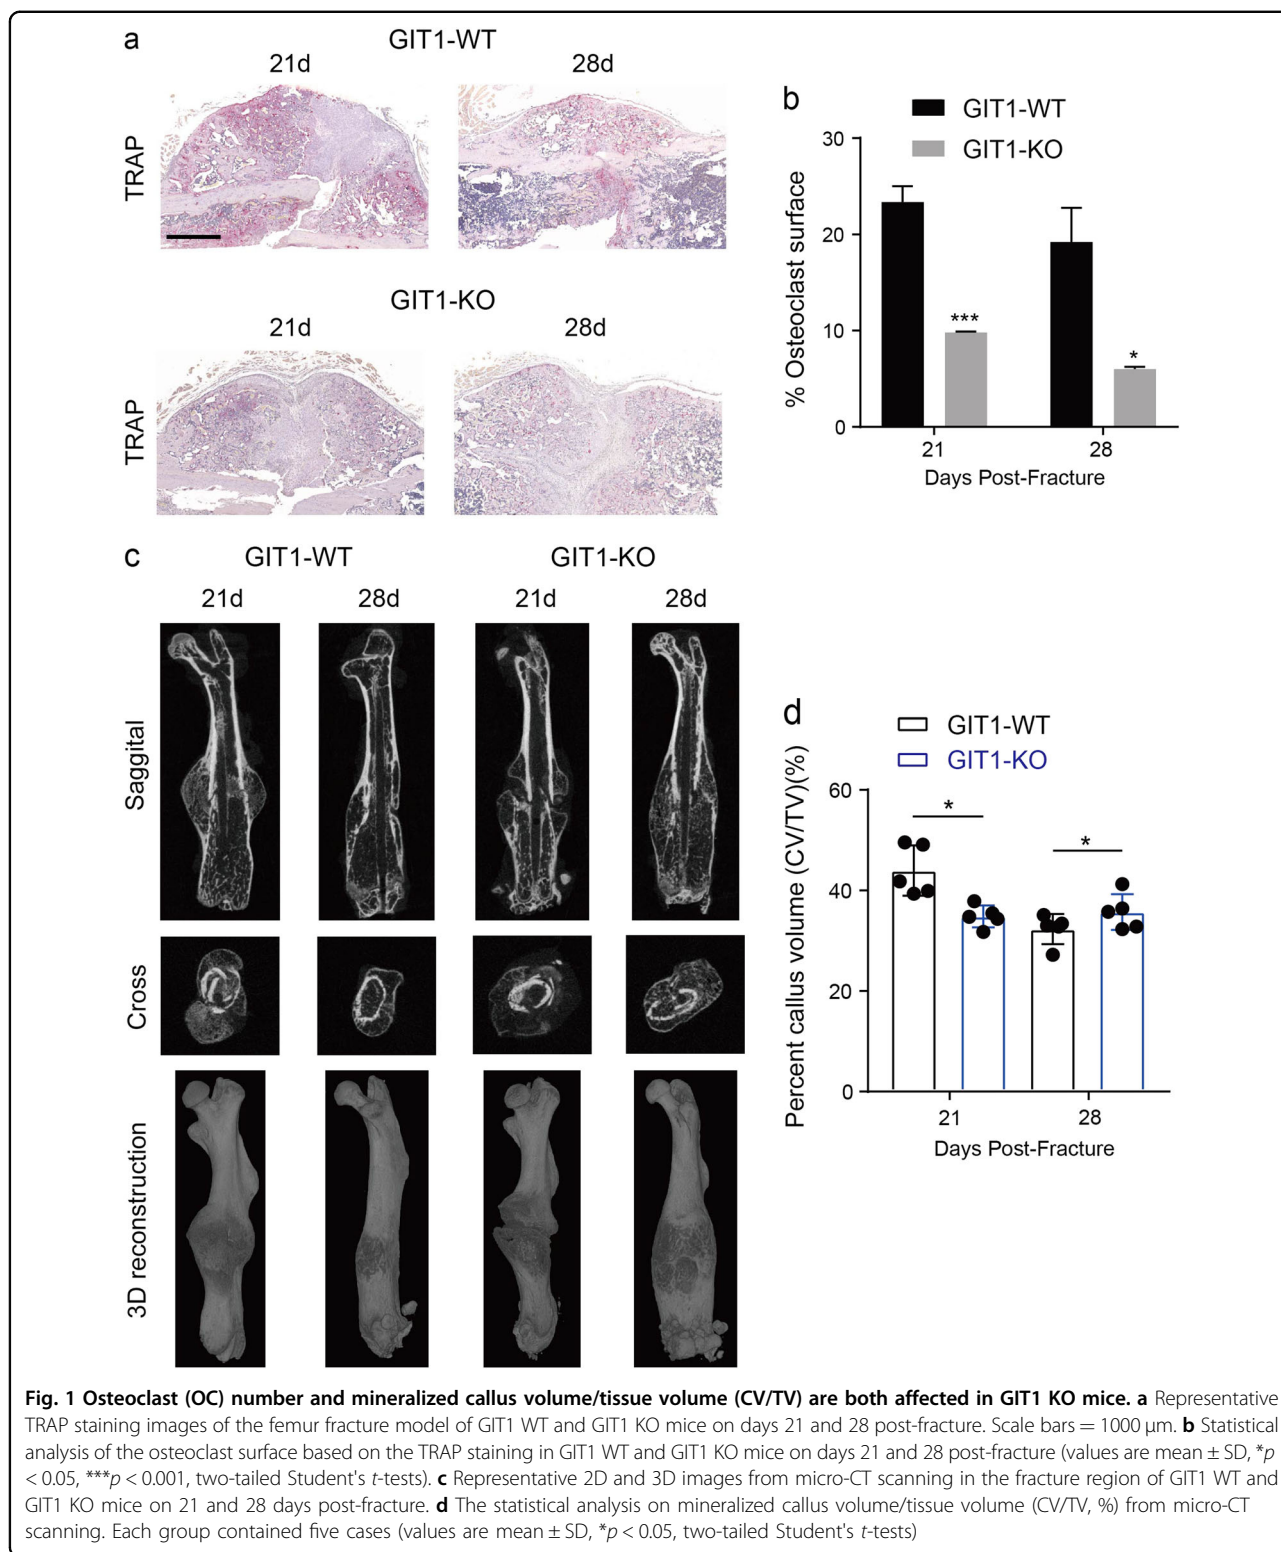 a
GIT1-WT
21d 28d
TRAP
GIT1-KO
21d 28d
TRAP
b
GIT1-WT
GIT1-KO
% Osteoclast surface
30
20
10
0
***
*
21 28
Days Post-Fracture
c
GIT1-WT GIT1-KO
21d 28d 21d 28d
Saggital
Cross
3D reconstruction
d
GIT1-WT
GIT1-KO
Percent callus volume (CV/TV)(%)
60
40
20
0
*
*
21 28
Days Post-Fracture
Fig. 1 Osteoclast (OC) number and mineralized callus volume/tissue volume (CV/TV) are both affected in GIT1 KO mice. a Representative
TRAP staining images of the femur fracture model of GIT1 WT and GIT1 KO mice on days 21 and 28 post-fracture. Scale bars = 1000 µm. b Statistical
analysis of the osteoclast surface based on the TRAP staining in GIT1 WT and GIT1 KO mice on days 21 and 28 post-fracture (values are mean ± SD, *p
< 0.05, ***p < 0.001, two-tailed Student's t-tests). c Representative 2D and 3D images from micro-CT scanning in the fracture region of GIT1 WT and
GIT1 KO mice on 21 and 28 days post-fracture. d The statistical analysis on mineralized callus volume/tissue volume (CV/TV, %) from micro-CT
scanning. Each group contained five cases (values are mean ± SD, *p < 0.05, two-tailed Student's t-tests)